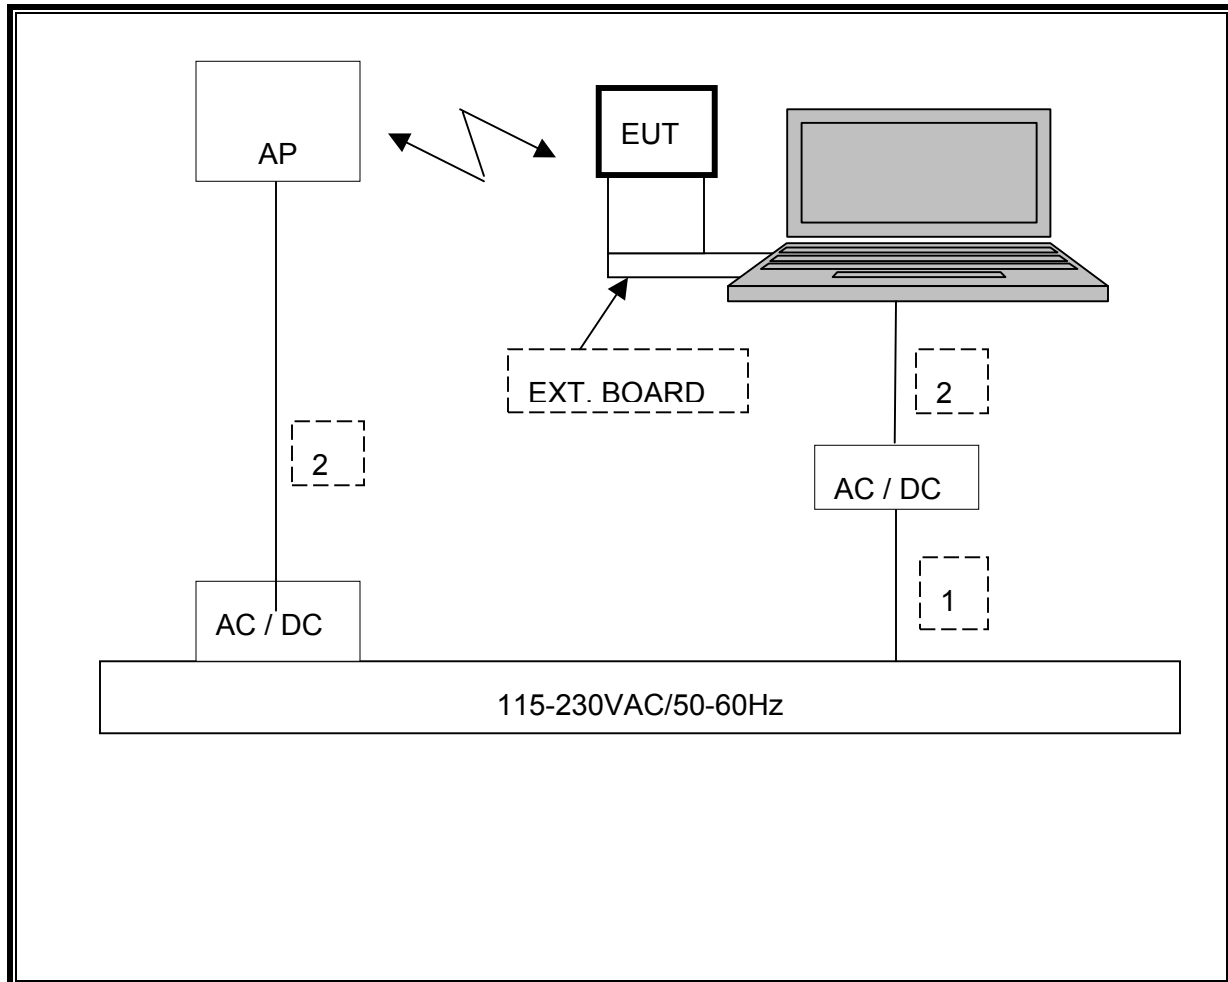 AP
EUT
EXT. BOARD
2
2
AC / DC
1
AC / DC
115-230VAC/50-60Hz